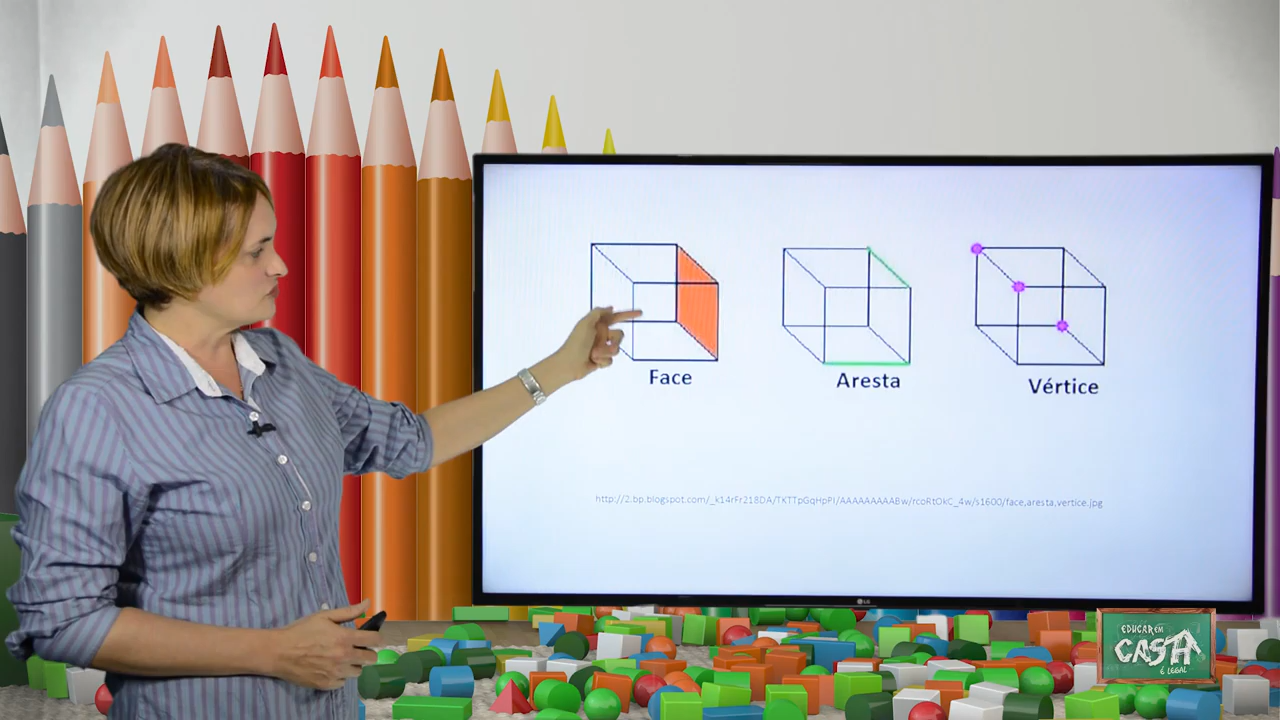 Face
Aresta
Vértice
http://2.bp.blogspot.com/_k14rFr218DA/TKTTpGqHpPI/AAAAAAAAABw/rcoRtOkC_4w/s1600/face,aresta,vertice.jpg
LG
EDUCAR EM
CASA
É LEGAL